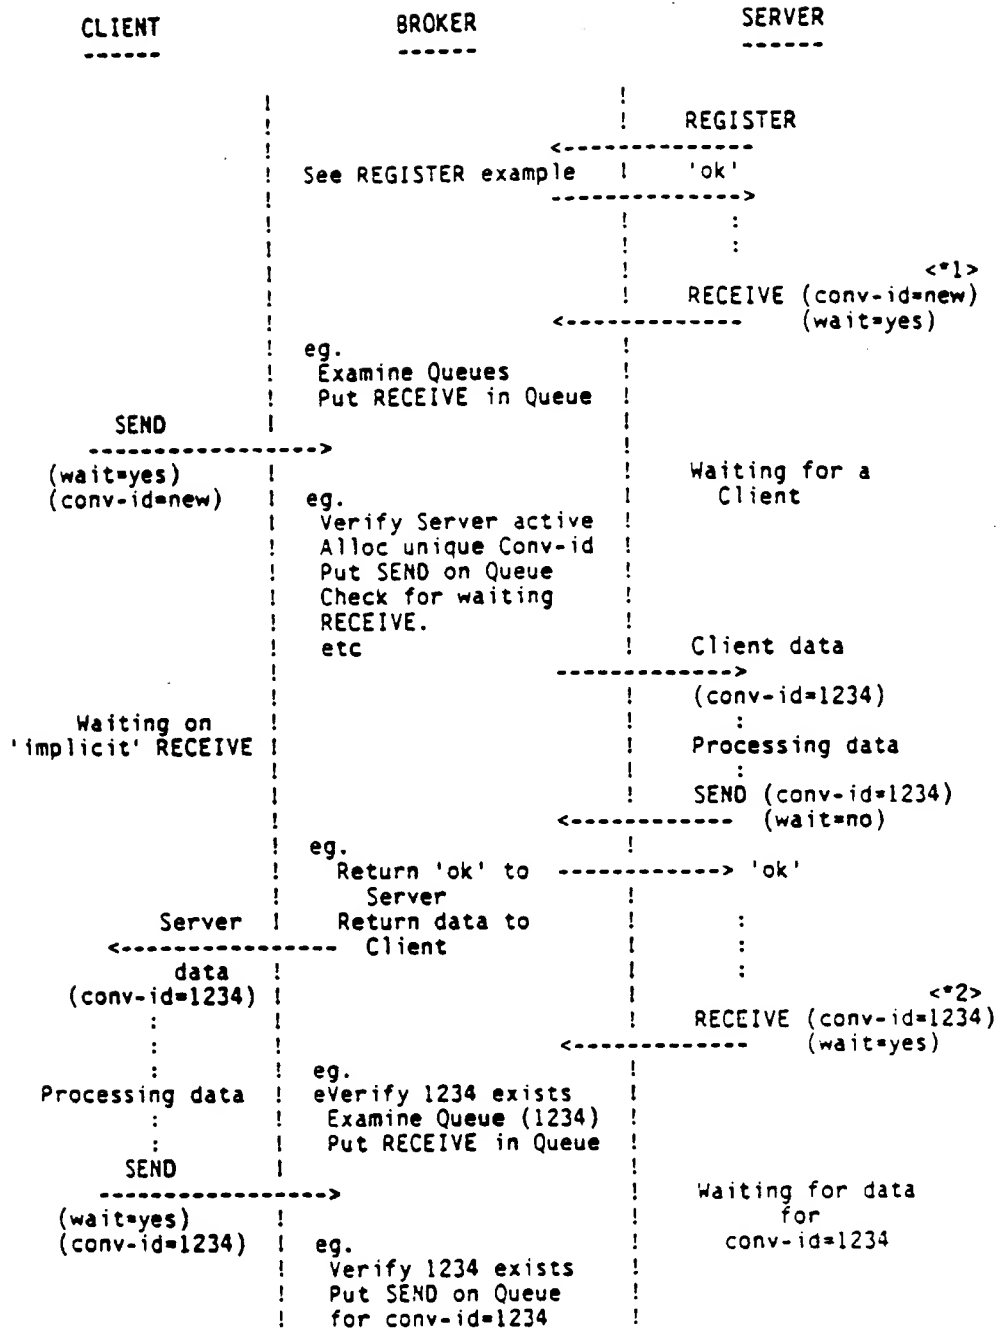 CLIENT BROKER SERVER
------ ------ ------
! ! REGISTER
<--------------
! See REGISTER example ! 'ok'
-------------->
! ! :
! ! :
! ! <*1>
! ! RECEIVE (conv-id=new)
<------------- (wait=yes)
! eg. !
! Examine Queues !
! Put RECEIVE in Queue !
SEND ! !
----------------->
(wait=yes) ! ! Waiting for a
(conv-id=new) ! eg. ! Client
! Verify Server active !
! Alloc unique Conv-id !
! Put SEND on Queue !
! Check for waiting !
! RECEIVE. !
! etc ! Client data
-------------->
! ! (conv-id=1234)
Waiting on ! ! :
'implicit' RECEIVE ! ! Processing data
! ! :
! ! SEND (conv-id=1234)
<------------ (wait=no)
! eg. !
! Return 'ok' to ------------> 'ok'
! Server !
Server ! Return data to ! :
<---------------- Client ! :
data ! ! :
(conv-id=1234) ! ! <*2>
: ! ! RECEIVE (conv-id=1234)
: ! <------------- (wait=yes)
: ! eg. !
Processing data ! eVerify 1234 exists !
: ! Examine Queue (1234) !
: ! Put RECEIVE in Queue !
SEND ! !
-----------------> ! Waiting for data
(wait=yes) ! ! for
(conv-id=1234) ! eg. ! conv-id=1234
! Verify 1234 exists !
! Put SEND on Queue !
! for conv-id=1234 !